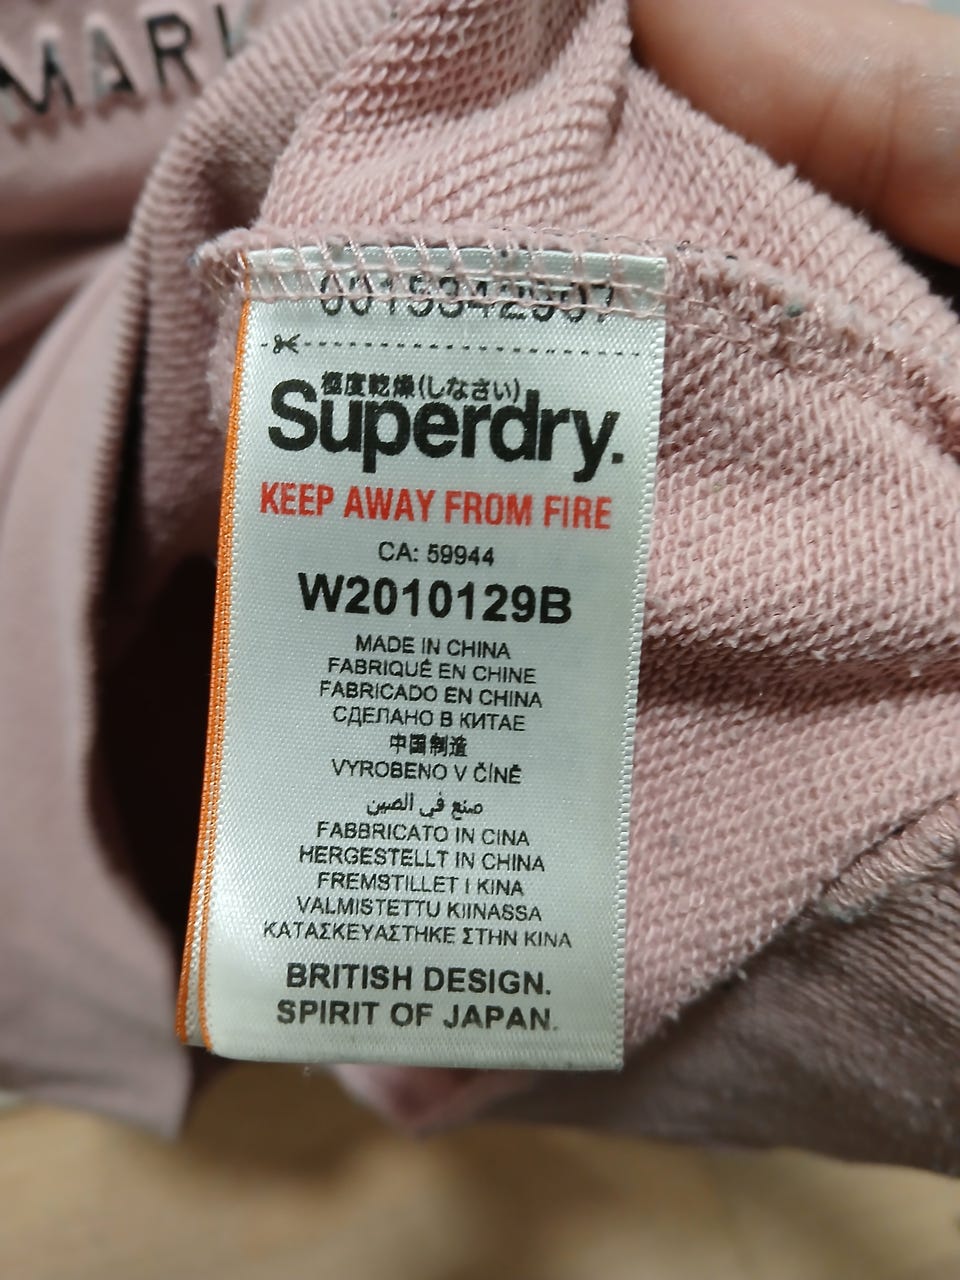 MARK
0015342907
極度乾燥(しなさい)
Superdry.
KEEP AWAY FROM FIRE
CA: 59944
W2010129B
MADE IN CHINA
FABRIQUÉ EN CHINE
FABRICADO EN CHINA
СДЕЛАНО В КИТАЕ
中国制造
VYROBENO V ČÍNĚ
صنع في الصين
FABBRICATO IN CINA
HERGESTELLT IN CHINA
FREMSTILLET I KINA
VALMISTETTU KIINASSA
ΚΑΤΑΣΚΕΥΑΣΤΗΚΕ ΣΤΗΝ ΚΙΝΑ
BRITISH DESIGN.
SPIRIT OF JAPAN.